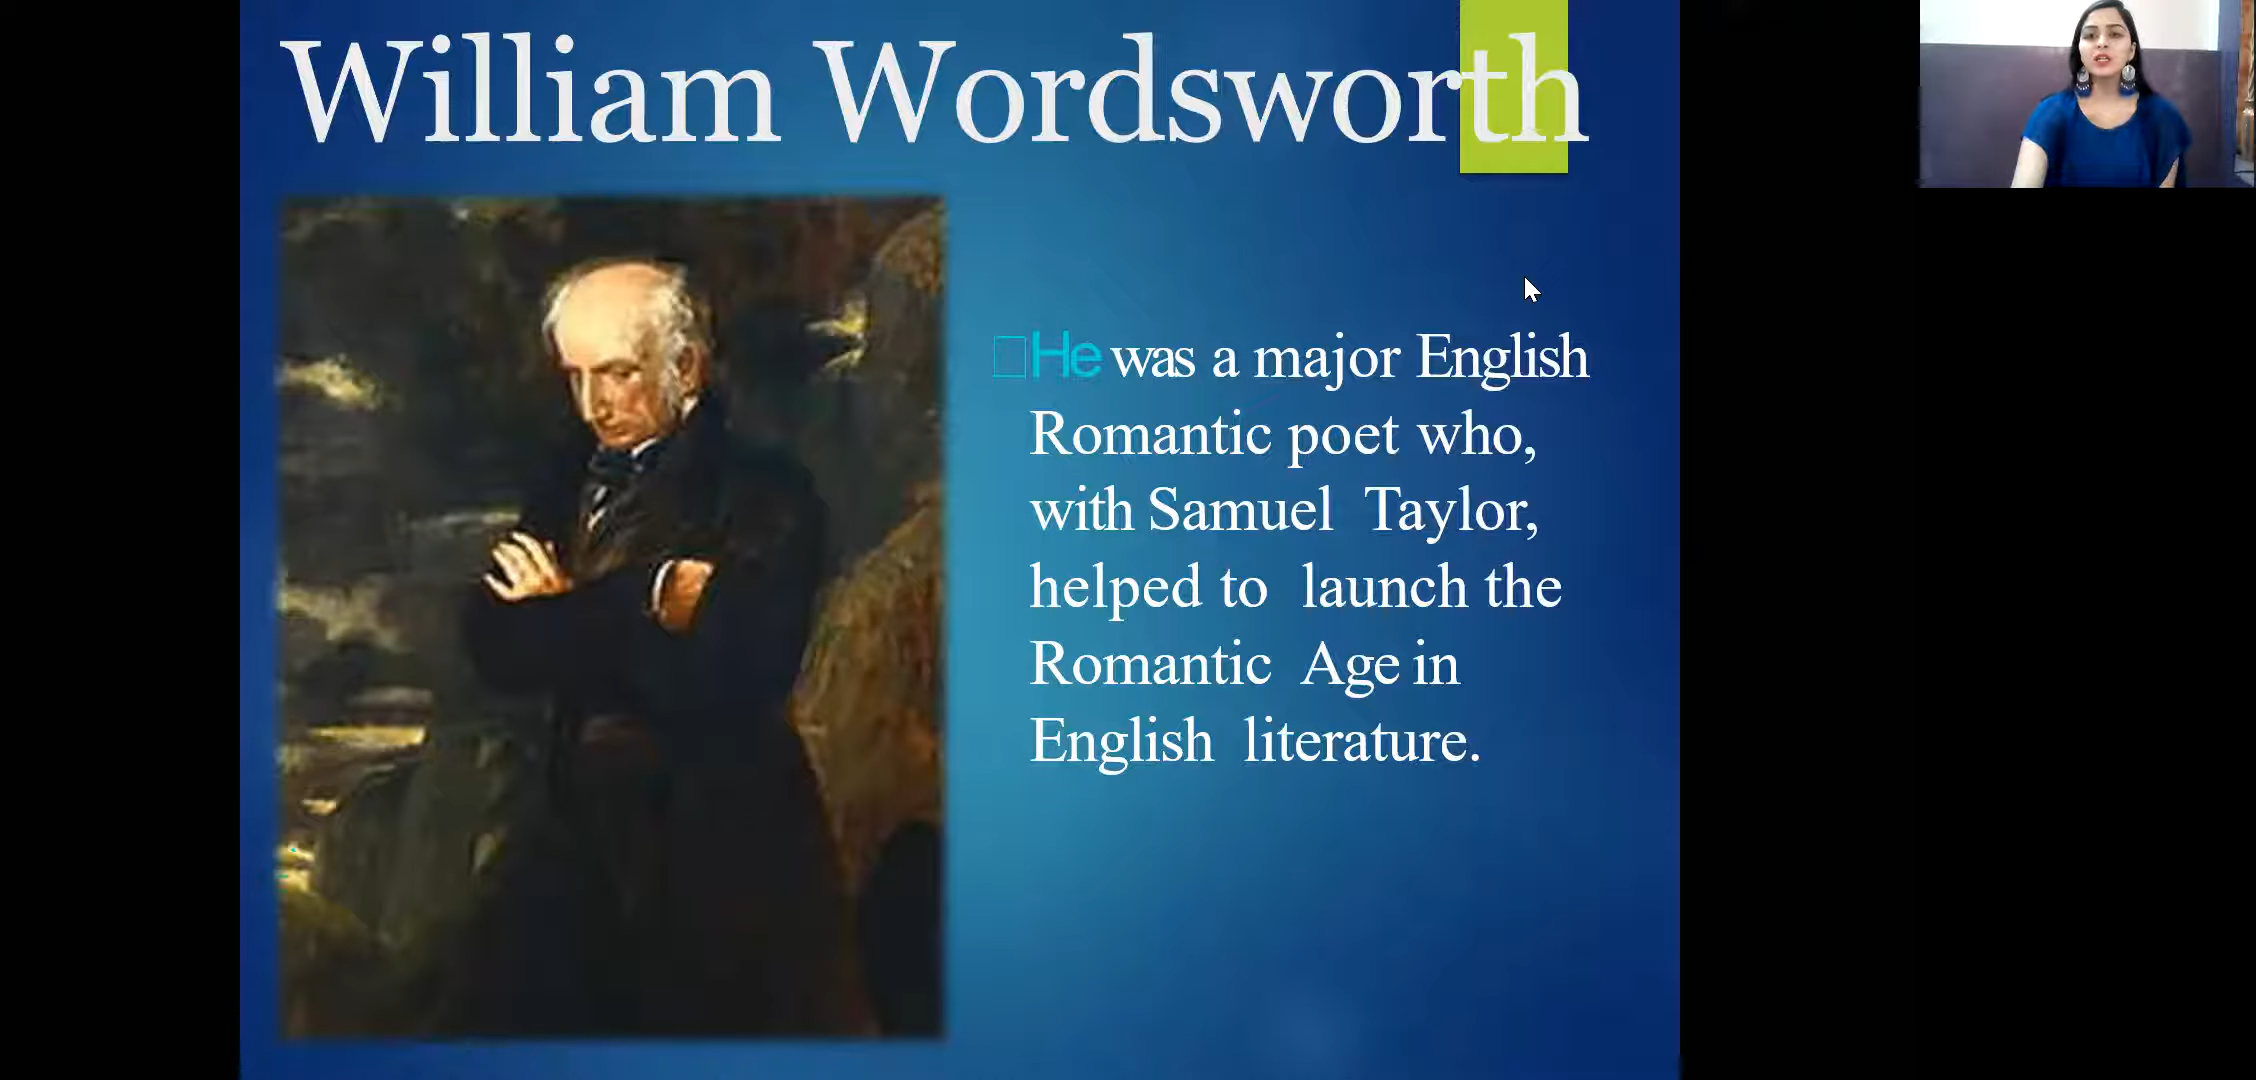 William Wordsworth
He was a major English
Romantic poet who,
with Samuel Taylor,
helped to launch the
Romantic Age in
English literature.